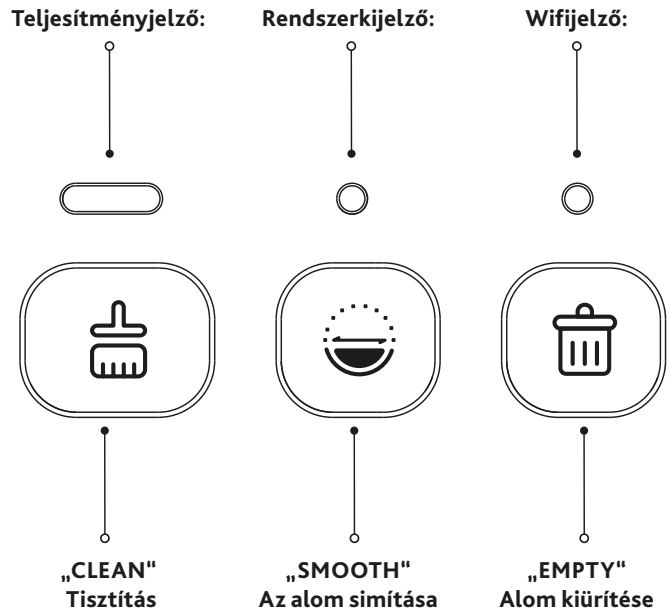 Teljesítményjelző:
Rendszerkijelző:
Wifijelző:
„CLEAN“
Tisztítás
„SMOOTH“
Az alom simítása
„EMPTY“
Alom kiürítése